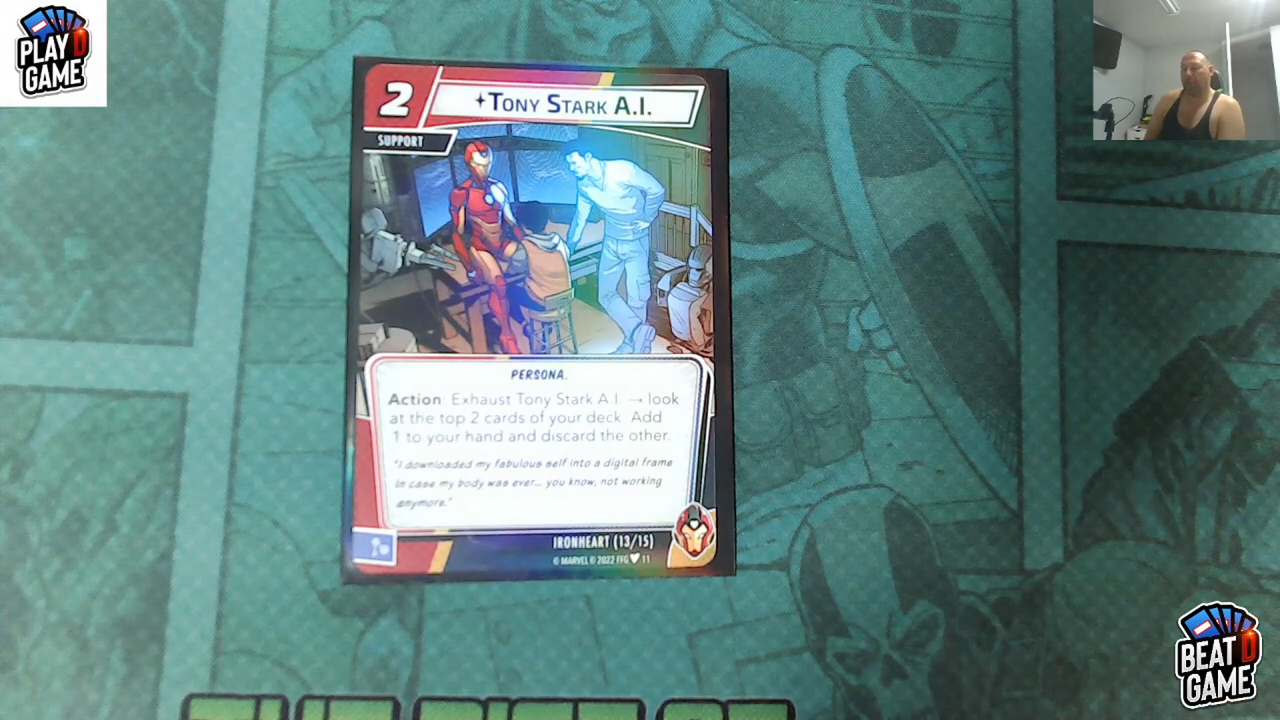 PLAY D
GAME
2
TONY STARK A.I.
SUPPORT
PERSONA.
Action: Exhaust Tony Stark A.I. → look
at the top 2 cards of your deck. Add
1 to your hand and discard the other.
"I downloaded my fabulous self into a digital frame
in case my body was ever... you know, not working
anymore."
IRONHEART (13/15)
© MARVEL © 2022 FFG 11
BEAT D
GAME